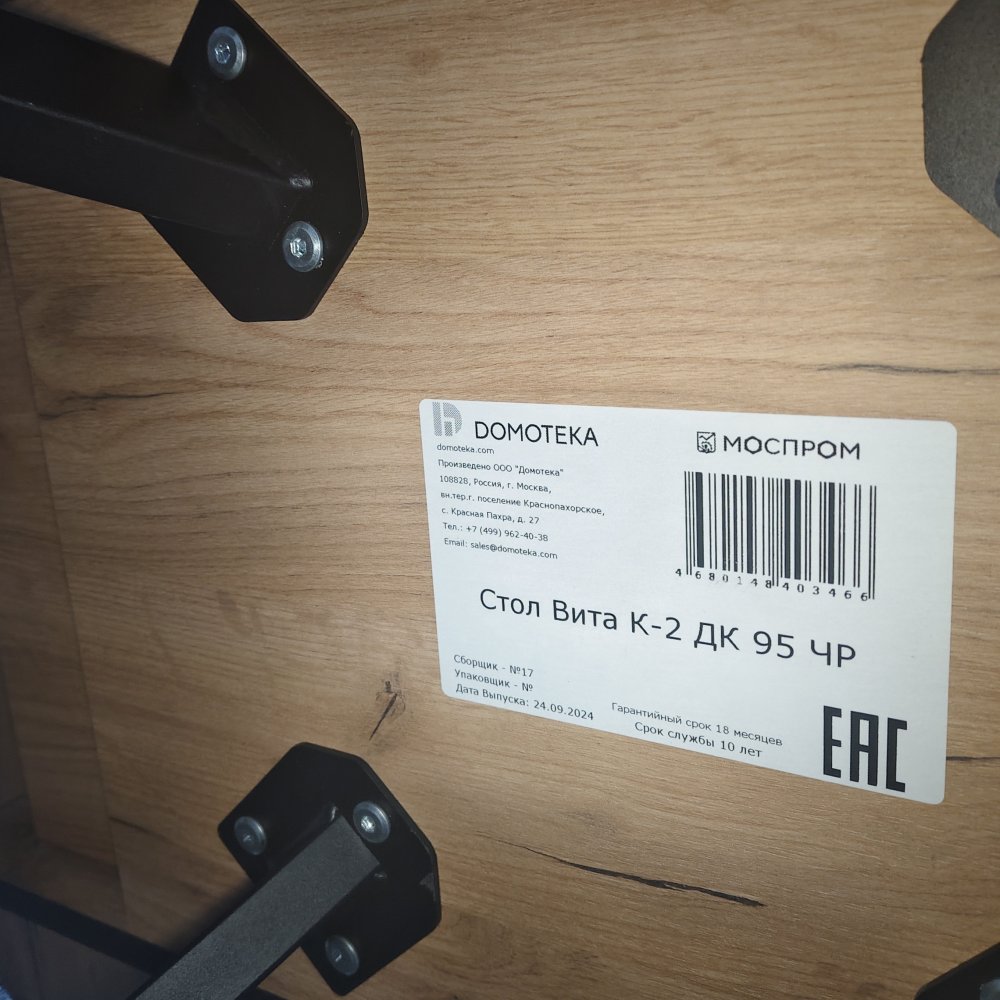 DOMOTEKA
domoteka.com
Произведено ООО "Домотека"
108828, Россия, г. Москва,
вн.тер.г. поселение Краснопахорское,
с. Красная Пахра, д. 27
Тел.: +7 (499) 962-40-38
Email: sales@domoteka.com
МОСПРОМ
4680148403466
Стол Вита К-2 ДК 95 ЧР
Сборщик - №17
Упаковщик - №
Дата Выпуска: 24.09.2024
Гарантийный срок 18 месяцев
Срок службы 10 лет
EAC